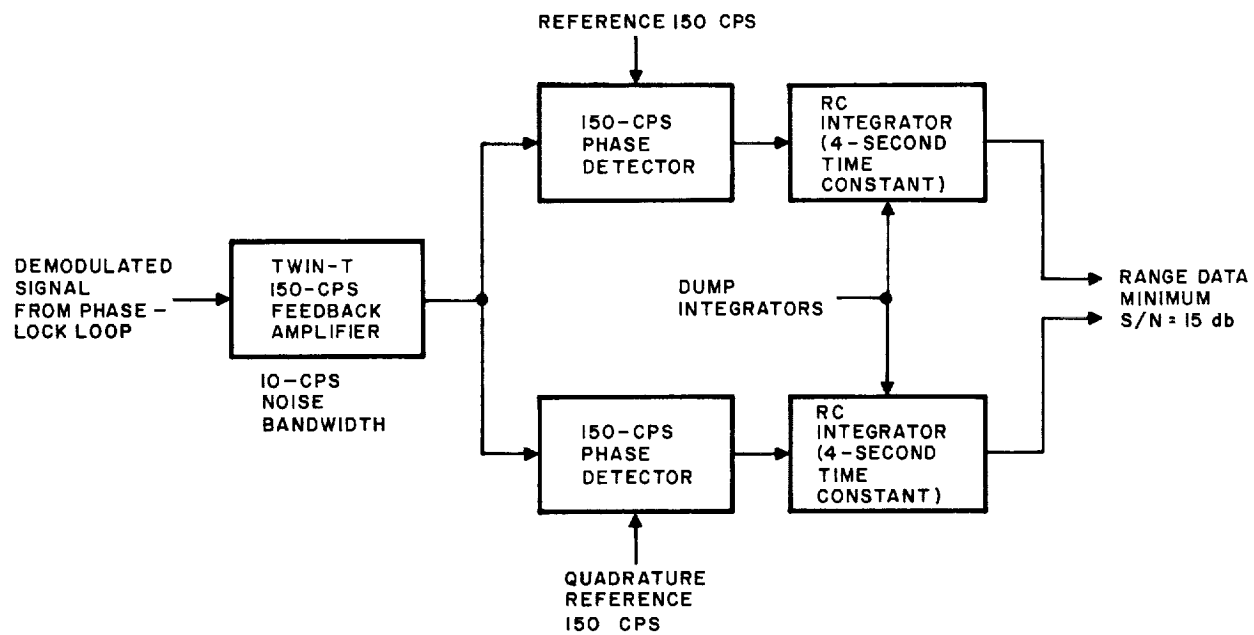 REFERENCE 150 CPS
150-CPS
PHASE
DETECTOR
RC
INTEGRATOR
(4-SECOND
TIME
CONSTANT)
DEMODULATED
SIGNAL
FROM PHASE-
LOCK LOOP
TWIN-T
150-CPS
FEEDBACK
AMPLIFIER
10-CPS
NOISE
BANDWIDTH
DUMP
INTEGRATORS
RANGE DATA
MINIMUM
S/N = 15 db
150-CPS
PHASE
DETECTOR
RC
INTEGRATOR
(4-SECOND
TIME
CONSTANT)
QUADRATURE
REFERENCE
150 CPS